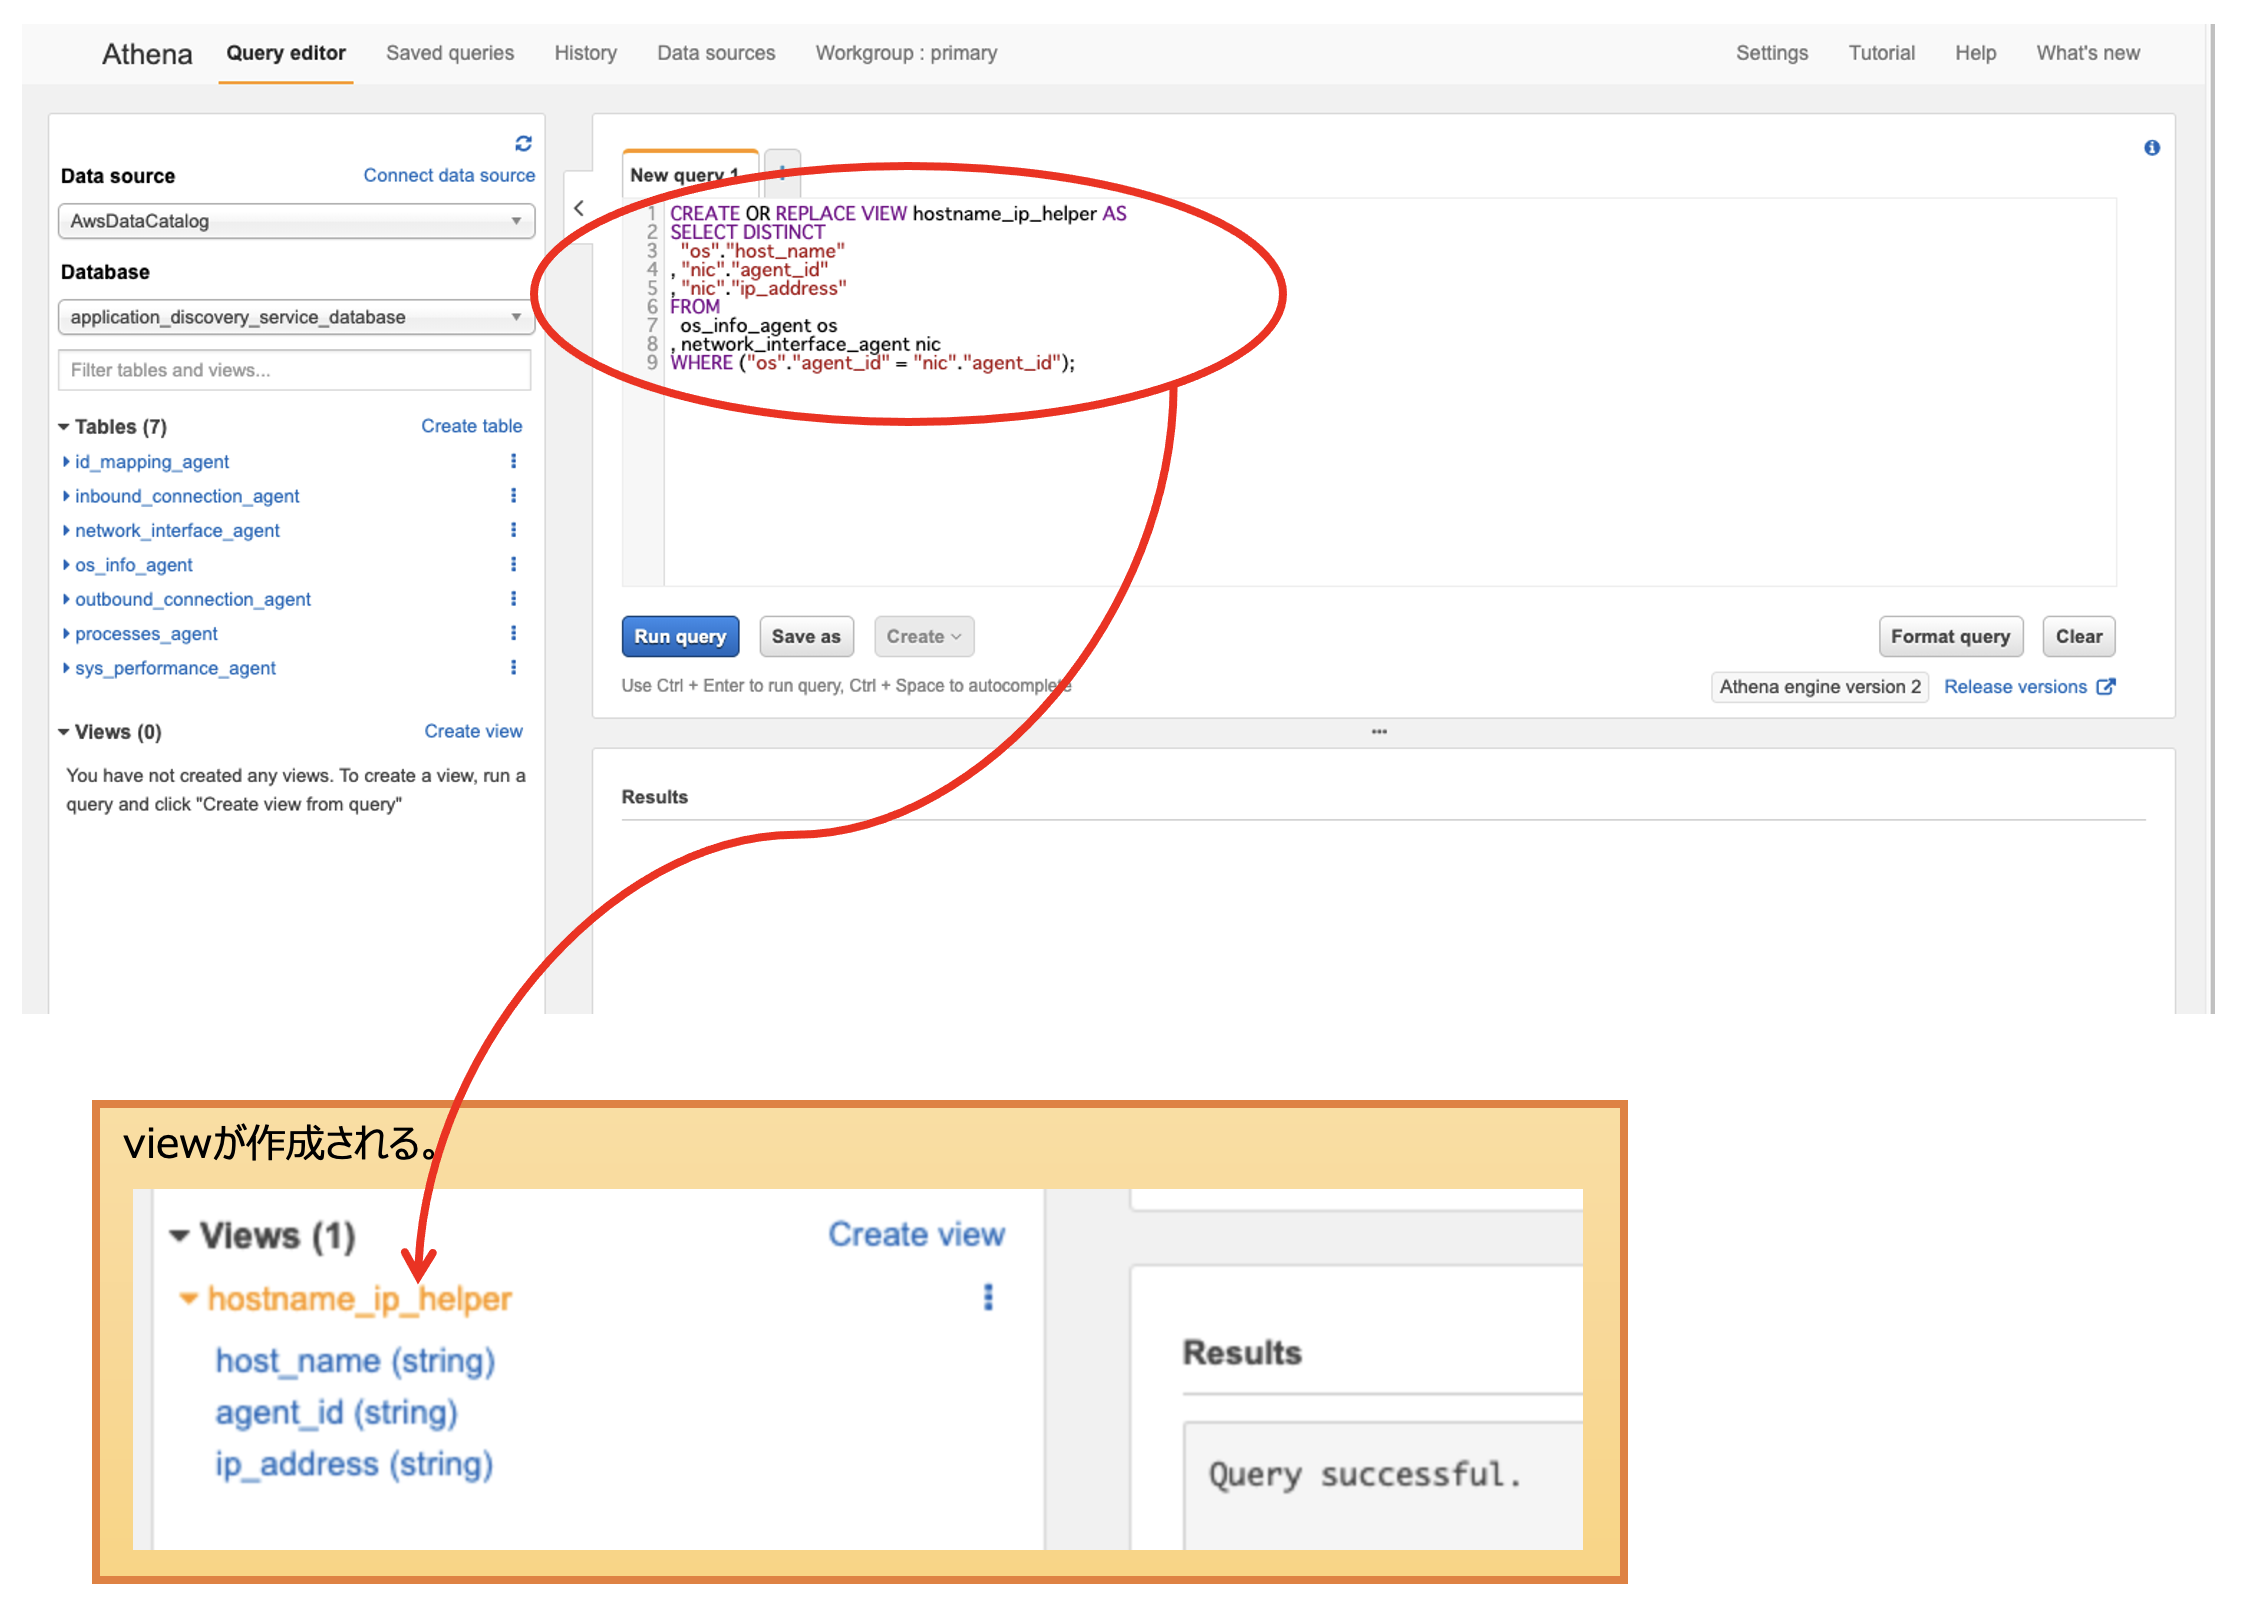 Athena Query editor Saved queries History Data sources Workgroup : primary Settings Tutorial Help What's new
Data source Connect data source
AwsDataCatalog
Database
application_discovery_service_database
Filter tables and views...
Tables (7) Create table
id_mapping_agent
inbound_connection_agent
network_interface_agent
os_info_agent
outbound_connection_agent
processes_agent
sys_performance_agent
Views (0) Create view
You have not created any views. To create a view, run a
query and click "Create view from query"
New query 1
1 CREATE OR REPLACE VIEW hostname_ip_helper AS
2 SELECT DISTINCT
3 "os"."host_name"
4 , "nic"."agent_id"
5 , "nic"."ip_address"
6 FROM
7 os_info_agent os
8 , network_interface_agent nic
9 WHERE ("os"."agent_id" = "nic"."agent_id");
Run query Save as Create Format query Clear
Use Ctrl + Enter to run query, Ctrl + Space to autocomplete
Athena engine version 2 Release versions
Results
viewが作成される。
Views (1) Create view
hostname_ip_helper
host_name (string)
agent_id (string)
ip_address (string)
Results
Query successful.